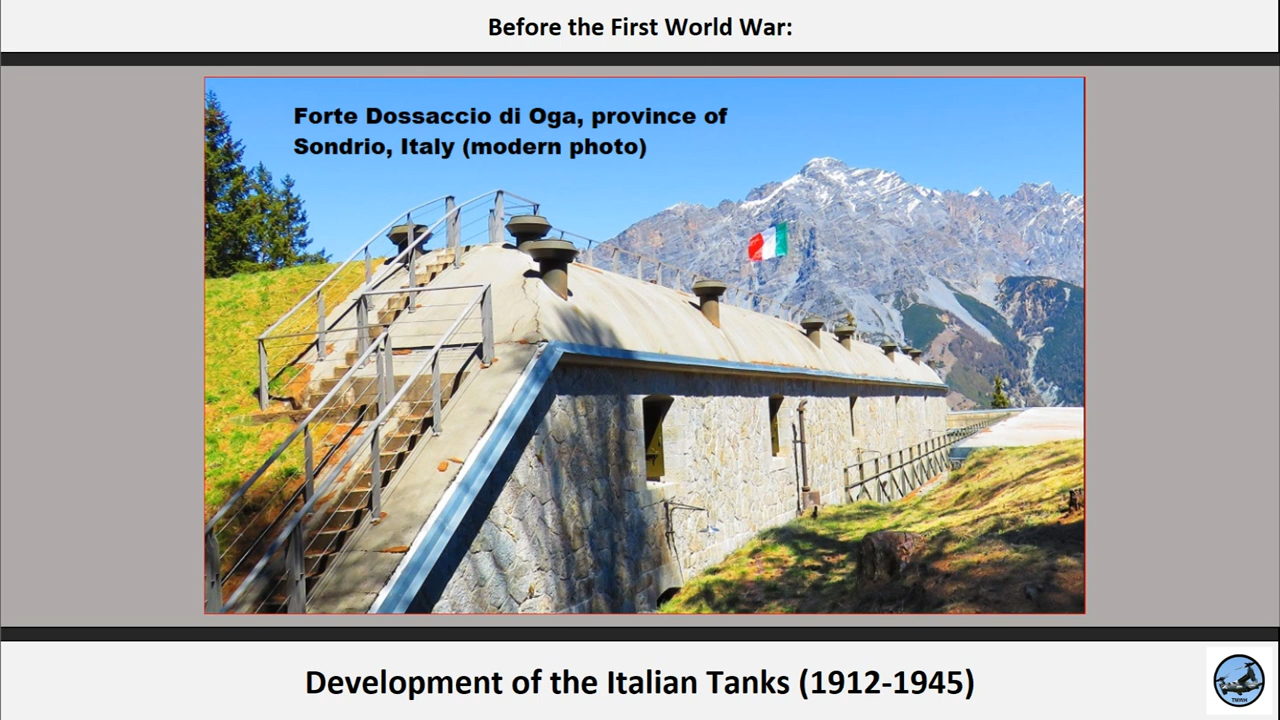 Before the First World War:
Forte Dossaccio di Oga, province of
Sondrio, Italy (modern photo)
Development of the Italian Tanks (1912-1945)